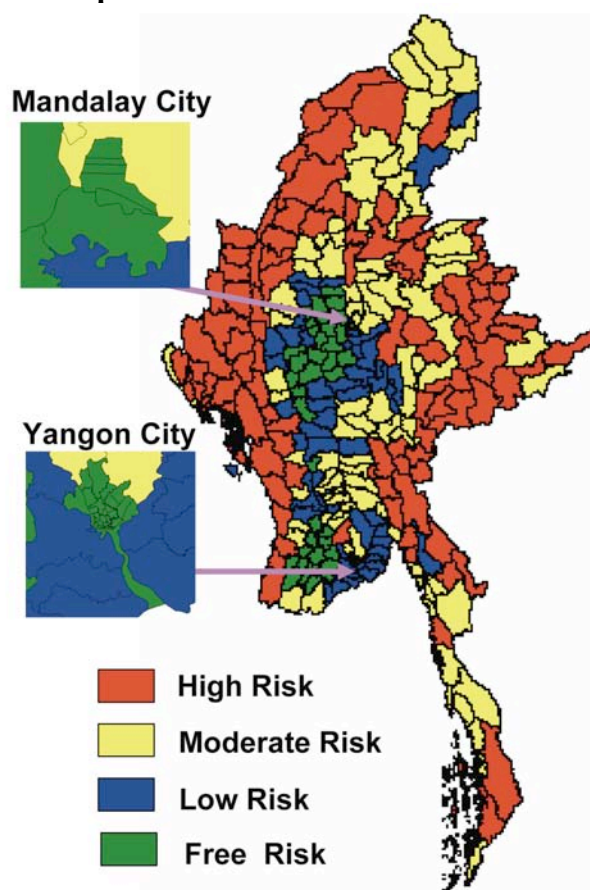 Mandalay City
Yangon City
High Risk
Moderate Risk
Low Risk
Free Risk